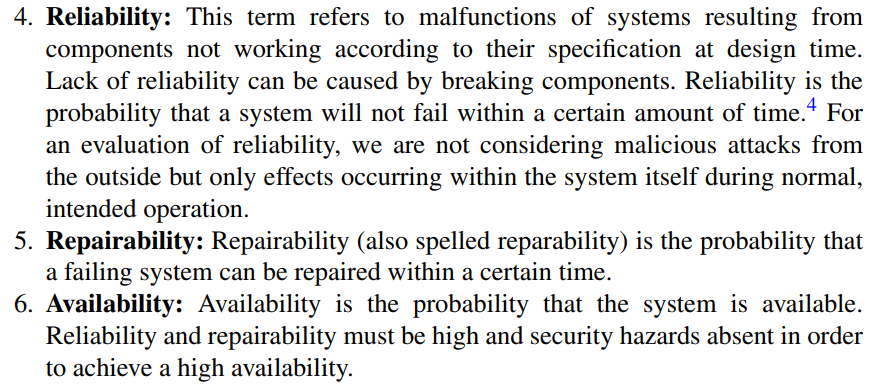 4. Reliability: This term refers to malfunctions of systems resulting from
components not working according to their specification at design time.
Lack of reliability can be caused by breaking components. Reliability is the
probability that a system will not fail within a certain amount of time.4 For
an evaluation of reliability, we are not considering malicious attacks from
the outside but only effects occurring within the system itself during normal,
intended operation.
5. Repairability: Repairability (also spelled reparability) is the probability that
a failing system can be repaired within a certain time.
6. Availability: Availability is the probability that the system is available.
Reliability and repairability must be high and security hazards absent in order
to achieve a high availability.